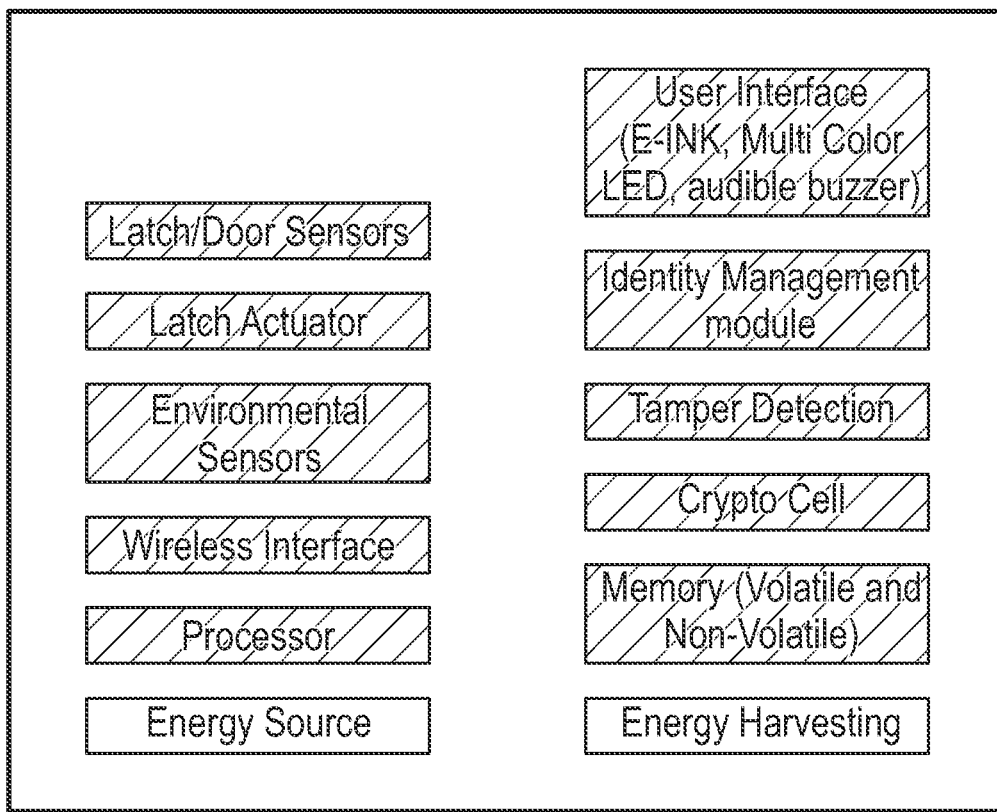 Latch/Door Sensors
Latch Actuator
Environmental
Sensors
Wireless Interface
Processor
Energy Source
User Interface
(E-INK, Multi Color
LED, audible buzzer)
Identity Management
module
Tamper Detection
Crypto Cell
Memory (Volatile and
Non-Volatile)
Energy Harvesting